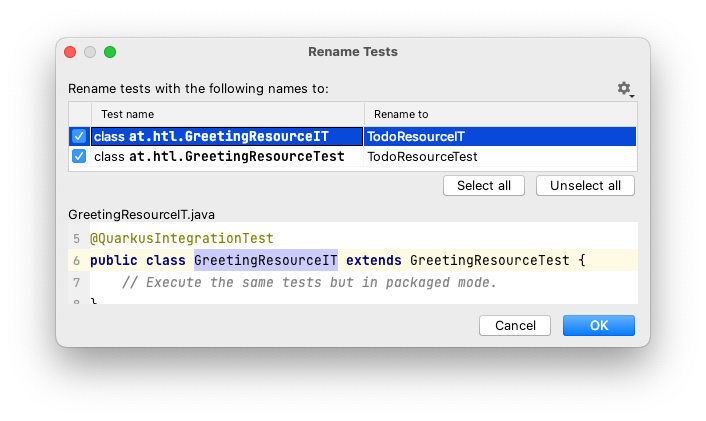 Rename Tests
Rename tests with the following names to:
Test name Rename to
class at.htl.GreetingResourceIT TodoResourceIT
class at.htl.GreetingResourceTest TodoResourceTest
Select all Unselect all
GreetingResourceIT.java
5 @QuarkusIntegrationTest
6 public class GreetingResourceIT extends GreetingResourceTest {
7 // Execute the same tests but in packaged mode.
8 }
Cancel OK